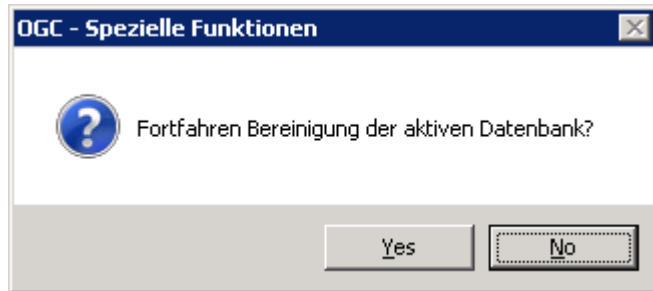 OGC - Spezielle Funktionen
Fortfahren Bereinigung der aktiven Datenbank?
Yes No